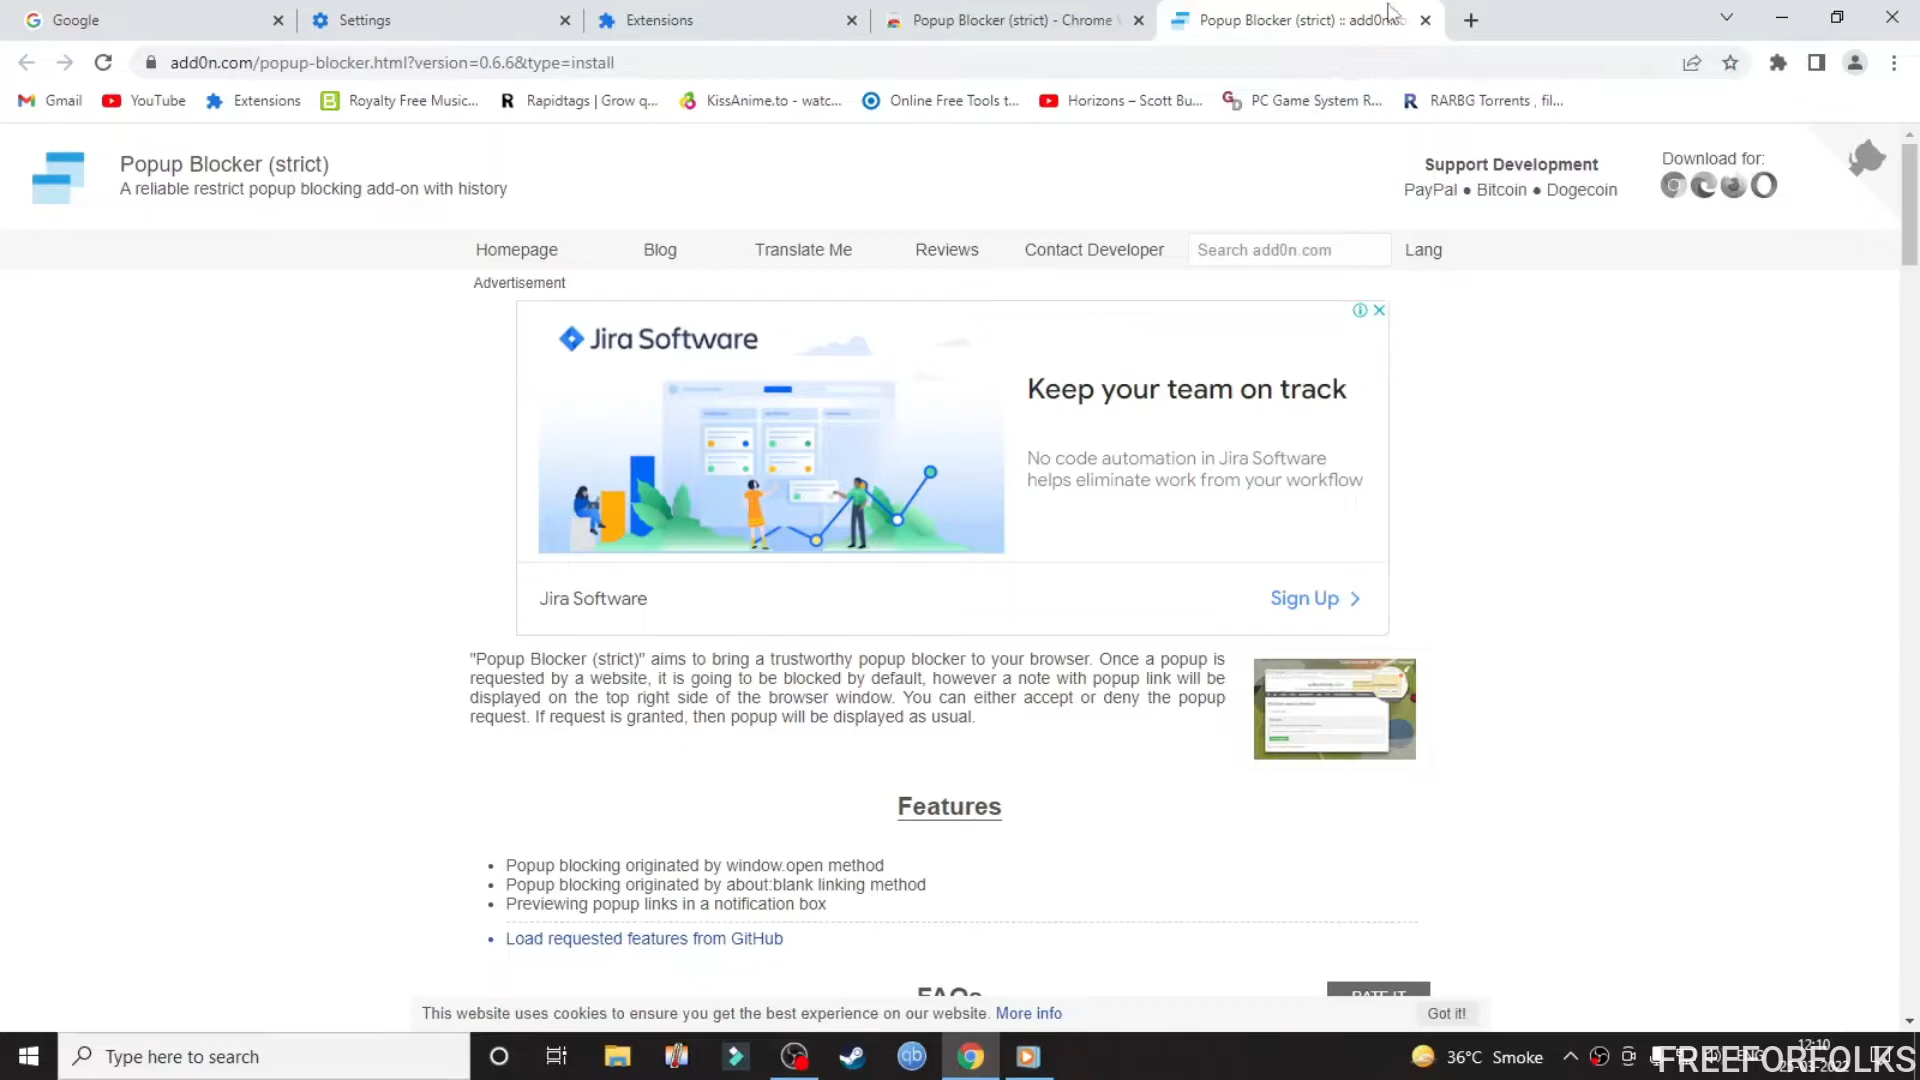 Google
Settings
Extensions
Popup Blocker (strict) - Chrome
Popup Blocker (strict) :: add0n
add0n.com/popup-blocker.html?version=0.6.6&type=install
Gmail
YouTube
Extensions
Royalty Free Music...
Rapidtags | Grow q...
KissAnime.to - watc...
Online Free Tools t...
Horizons – Scott Bu...
PC Game System R...
RARBG Torrents , fil...
Popup Blocker (strict)
A reliable restrict popup blocking add-on with history
Support Development
PayPal ● Bitcoin ● Dogecoin
Download for:
Homepage
Blog
Translate Me
Reviews
Contact Developer
Search add0n.com
Lang
Advertisement
Jira Software
Keep your team on track
No code automation in Jira Software
helps eliminate work from your workflow
Jira Software
Sign Up
"Popup Blocker (strict)" aims to bring a trustworthy popup blocker to your browser. Once a popup is
requested by a website, it is going to be blocked by default, however a note with popup link will be
displayed on the top right side of the browser window. You can either accept or deny the popup
request. If request is granted, then popup will be displayed as usual.
Features
Popup blocking originated by window.open method
Popup blocking originated by about:blank linking method
Previewing popup links in a notification box
Load requested features from GitHub
FAQs
RATE IT
This website uses cookies to ensure you get the best experience on our website. More info
Got it!
Type here to search
qb
36°C Smoke
ENG
12:10
FREEFORFOLKS